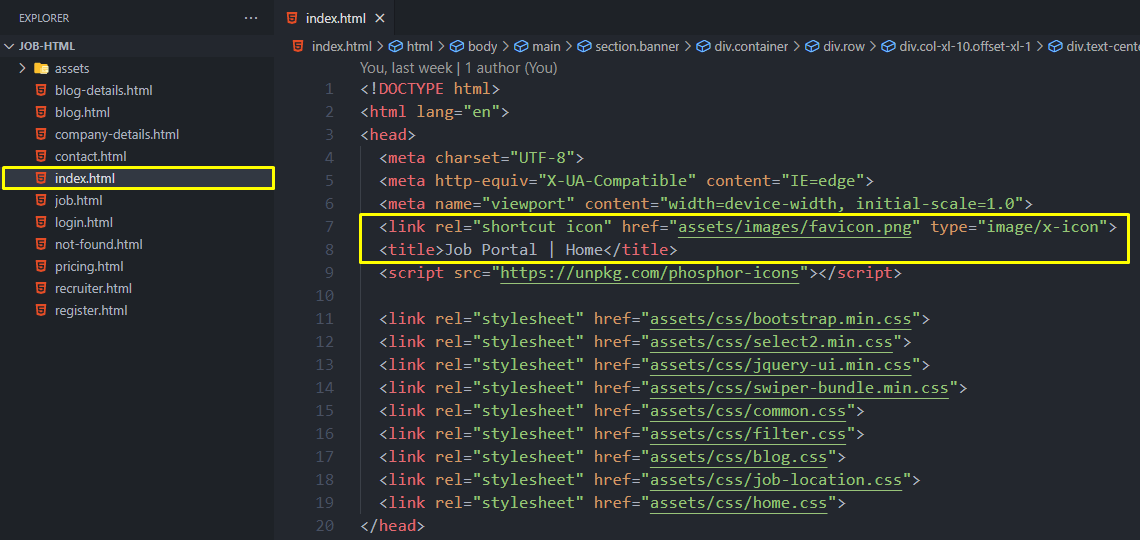 EXPLORER ...
JOB-HTML
assets
blog-details.html
blog.html
company-details.html
contact.html
index.html
job.html
login.html
not-found.html
pricing.html
recruiter.html
register.html
index.html
index.html > html > body > main > section.banner > div.container > div.row > div.col-xl-10.offset-xl-1 > div.text-cente
You, last week | 1 author (You)
1 <!DOCTYPE html>
2 <html lang="en">
3 <head>
4 <meta charset="UTF-8">
5 <meta http-equiv="X-UA-Compatible" content="IE=edge">
6 <meta name="viewport" content="width=device-width, initial-scale=1.0">
7 <link rel="shortcut icon" href="assets/images/favicon.png" type="image/x-icon">
8 <title>Job Portal | Home</title>
9 <script src="https://unpkg.com/phosphor-icons"></script>
10
11 <link rel="stylesheet" href="assets/css/bootstrap.min.css">
12 <link rel="stylesheet" href="assets/css/select2.min.css">
13 <link rel="stylesheet" href="assets/css/jquery-ui.min.css">
14 <link rel="stylesheet" href="assets/css/swiper-bundle.min.css">
15 <link rel="stylesheet" href="assets/css/common.css">
16 <link rel="stylesheet" href="assets/css/filter.css">
17 <link rel="stylesheet" href="assets/css/blog.css">
18 <link rel="stylesheet" href="assets/css/job-location.css">
19 <link rel="stylesheet" href="assets/css/home.css">
20 </head>